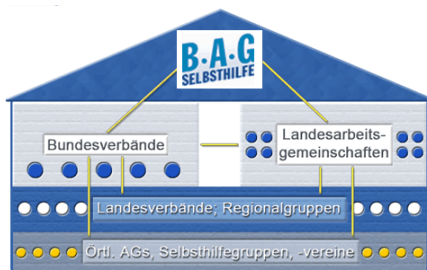 B·A·G
SELBSTHILFE
Bundesverbände
Landesarbeits-
gemeinschaften
Landesverbände; Regionalgruppen
Örtl. AGs, Selbsthilfegruppen, -vereine